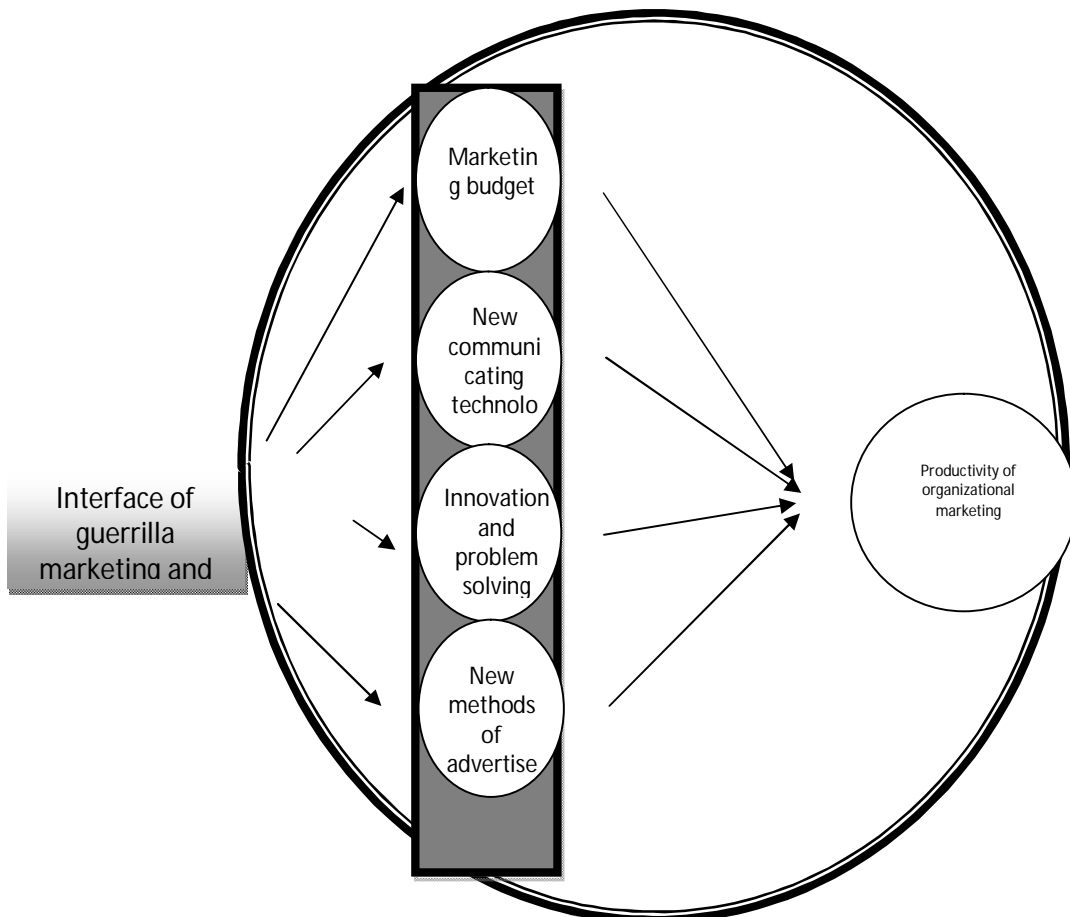 Marketin
g budget
New
communi
cating
technolo
Innovation
and
problem
solving
New
methods
of
advertise
Interface of
guerrilla
marketing and
Productivity of
organizational
marketing